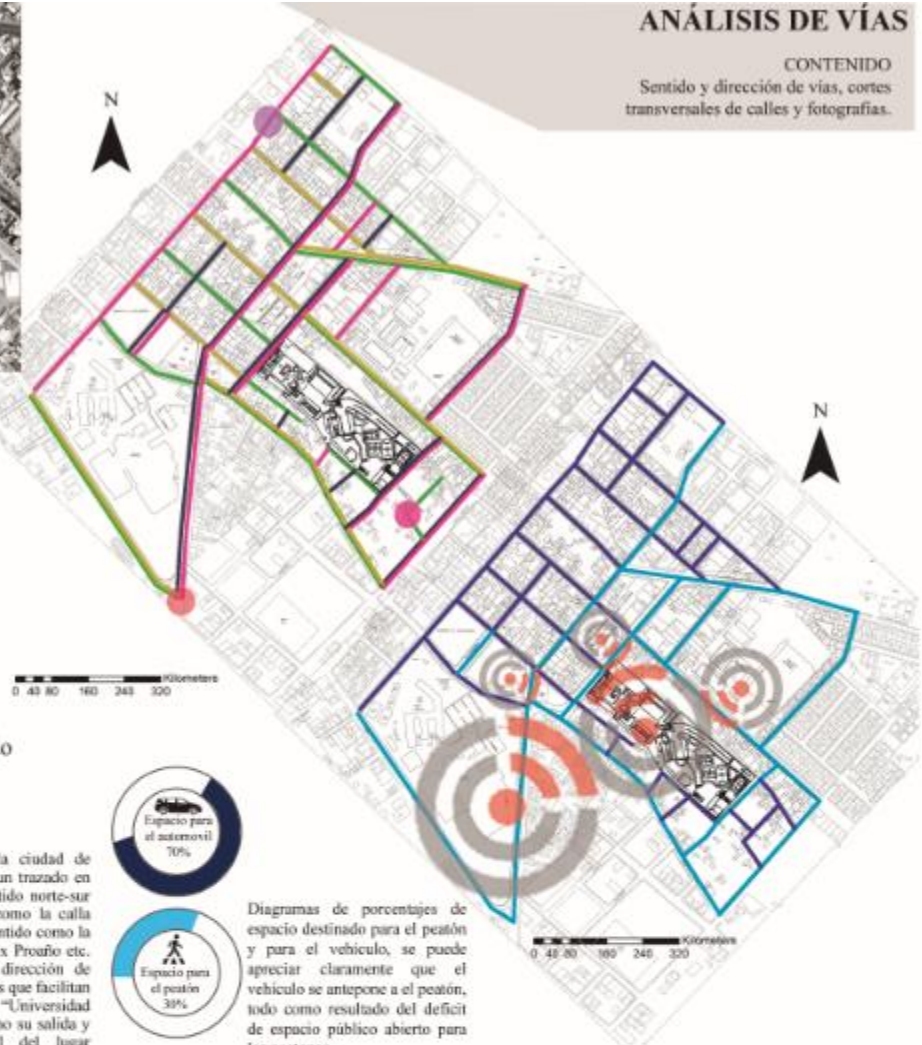 ANÁLISIS DE VÍAS
CONTENIDO
Sentido y dirección de vías, cortes
transversales de calles y fotografías.
N
N
Kilometers
0 40 80 160 240 320
Kilometers
0 40 80 160 240 320
Espacio para
el automovil
70%
Espacio para
el peatón
30%
la ciudad de
un trazado en
tido norte-sur
como la calla
ntido como la
x Proaño etc.
dirección de
s que facilitan
"Universidad
no su salida y
del lugar
Diagramas de porcentajes de
espacio destinado para el peatón
y para el vehículo, se puede
apreciar claramente que el
vehículo se antepone a el peatón,
todo como resultado del deficit
de espacio público abierto para